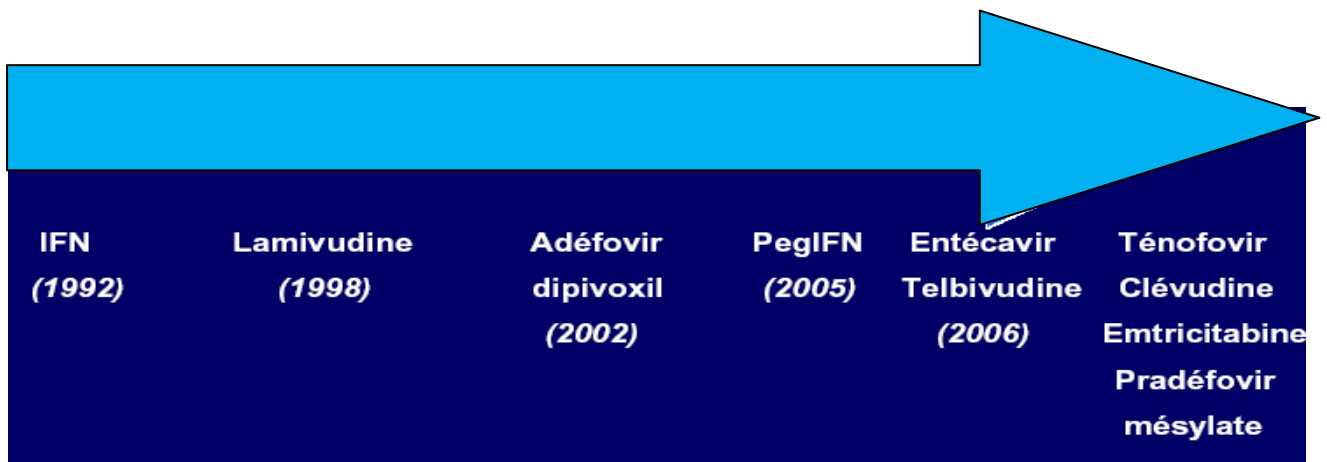 IFN Lamivudine Adéfovir PegIFN Entécavir Ténofovir
(1992) (1998) dipivoxil (2005) Telbivudine Clévudine
(2002) (2006) Emtricitabine
Pradéfovir
mésylate